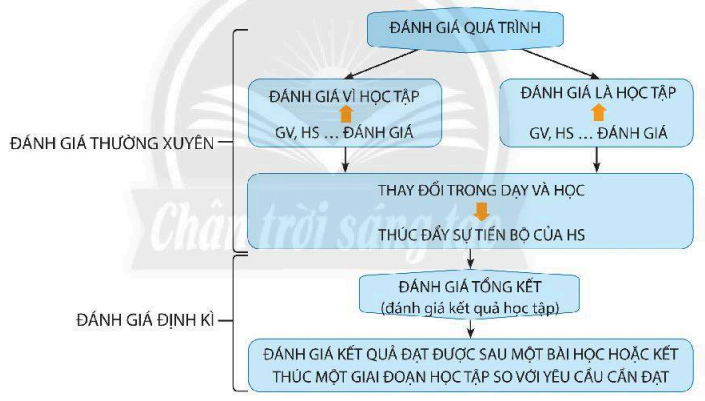 ĐÁNH GIÁ QUÁ TRÌNH
ĐÁNH GIÁ VÌ HỌC TẬP
GV, HS ... ĐÁNH GIÁ
ĐÁNH GIÁ LÀ HỌC TẬP
GV, HS ... ĐÁNH GIÁ
ĐÁNH GIÁ THƯỜNG XUYÊN
THAY ĐỔI TRONG DẠY VÀ HỌC
THÚC ĐẨY SỰ TIẾN BỘ CỦA HS
Chân trời sáng tạo
ĐÁNH GIÁ TỔNG KẾT
(đánh giá kết quả học tập)
ĐÁNH GIÁ ĐỊNH KÌ
ĐÁNH GIÁ KẾT QUẢ ĐẠT ĐƯỢC SAU MỘT BÀI HỌC HOẶC KẾT
THÚC MỘT GIAI ĐOẠN HỌC TẬP SO VỚI YÊU CẦU CẦN ĐẠT